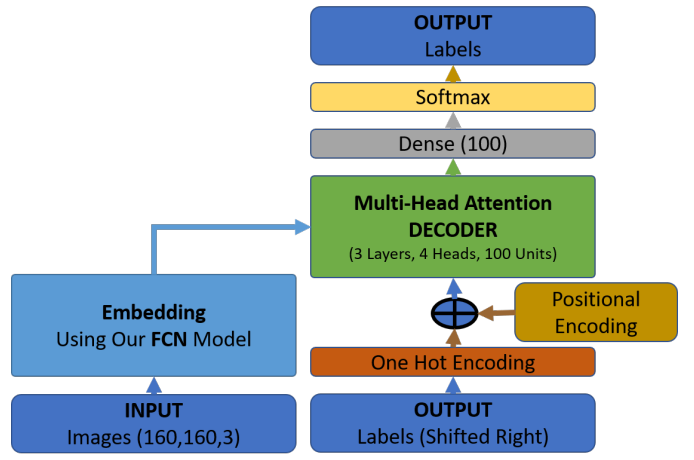 OUTPUT
Labels
Softmax
Dense (100)
Multi-Head Attention
DECODER
(3 Layers, 4 Heads, 100 Units)
Embedding
Using Our FCN Model
Positional
Encoding
One Hot Encoding
INPUT
Images (160,160,3)
OUTPUT
Labels (Shifted Right)